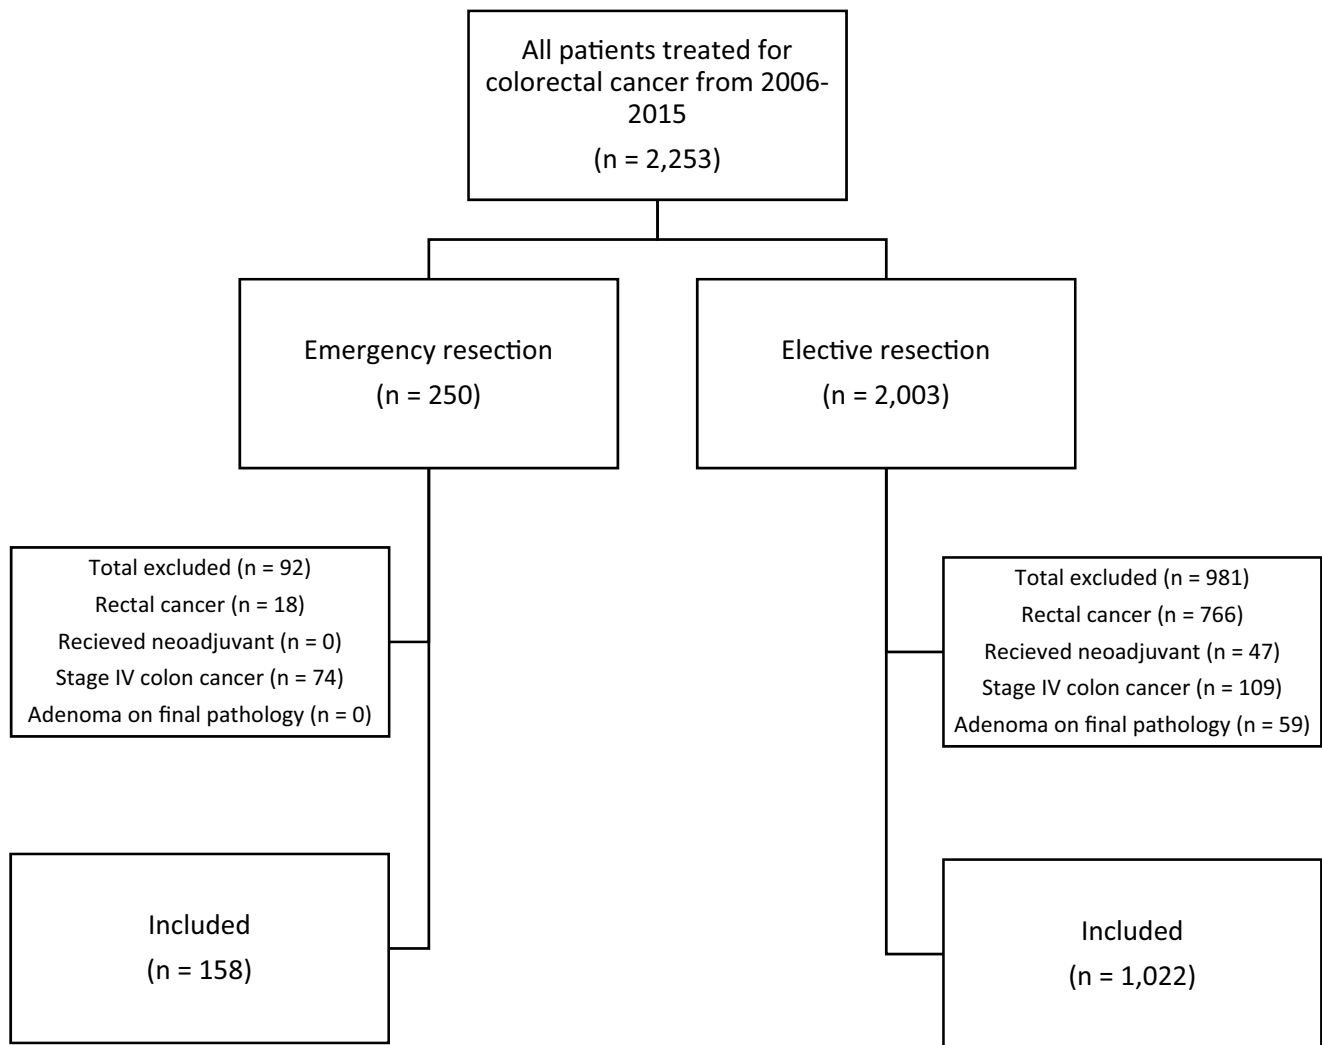 All patients treated for
colorectal cancer from 2006-
2015
(n = 2,253)
Emergency resection
(n = 250)
Elective resection
(n = 2,003)
Total excluded (n = 92)
Rectal cancer (n = 18)
Recieved neoadjuvant (n = 0)
Stage IV colon cancer (n = 74)
Adenoma on final pathology (n = 0)
Total excluded (n = 981)
Rectal cancer (n = 766)
Recieved neoadjuvant (n = 47)
Stage IV colon cancer (n = 109)
Adenoma on final pathology (n = 59)
Included
(n = 158)
Included
(n = 1,022)